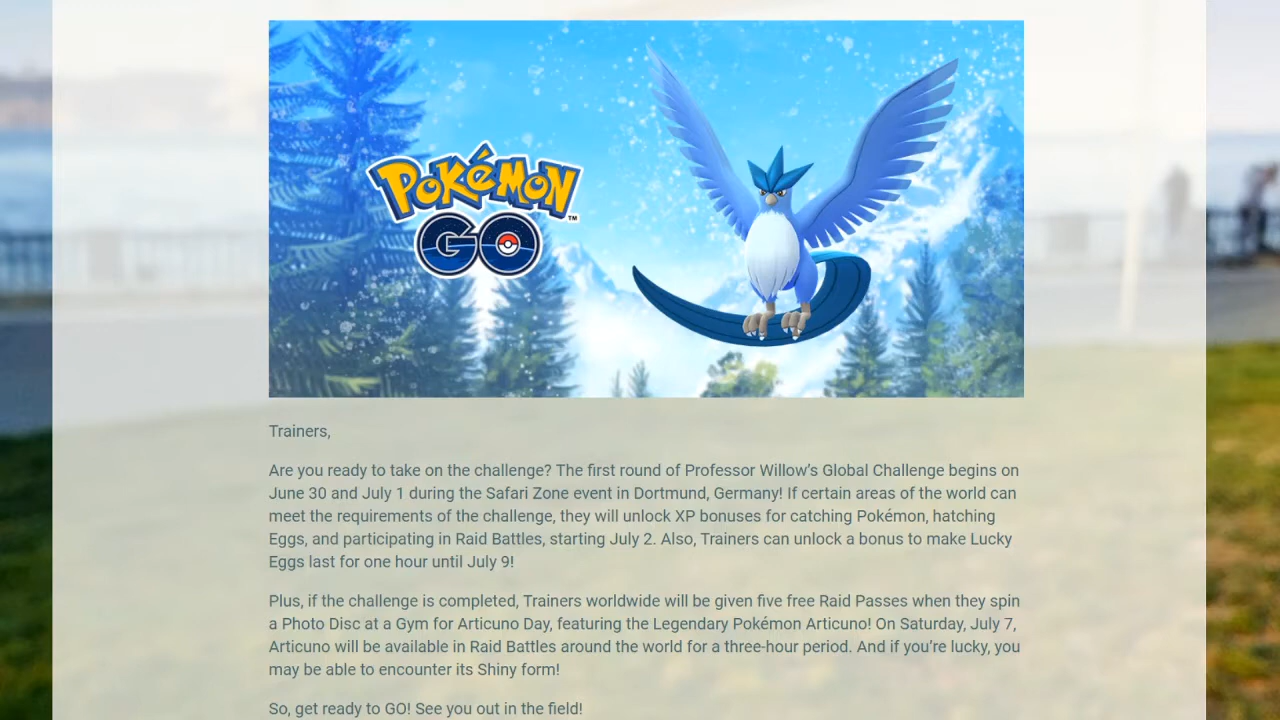 POKéMON
GO
TM
Trainers,
Are you ready to take on the challenge? The first round of Professor Willow’s Global Challenge begins on
June 30 and July 1 during the Safari Zone event in Dortmund, Germany! If certain areas of the world can
meet the requirements of the challenge, they will unlock XP bonuses for catching Pokémon, hatching
Eggs, and participating in Raid Battles, starting July 2. Also, Trainers can unlock a bonus to make Lucky
Eggs last for one hour until July 9!
Plus, if the challenge is completed, Trainers worldwide will be given five free Raid Passes when they spin
a Photo Disc at a Gym for Articuno Day, featuring the Legendary Pokémon Articuno! On Saturday, July 7,
Articuno will be available in Raid Battles around the world for a three-hour period. And if you’re lucky, you
may be able to encounter its Shiny form!
So, get ready to GO! See you out in the field!